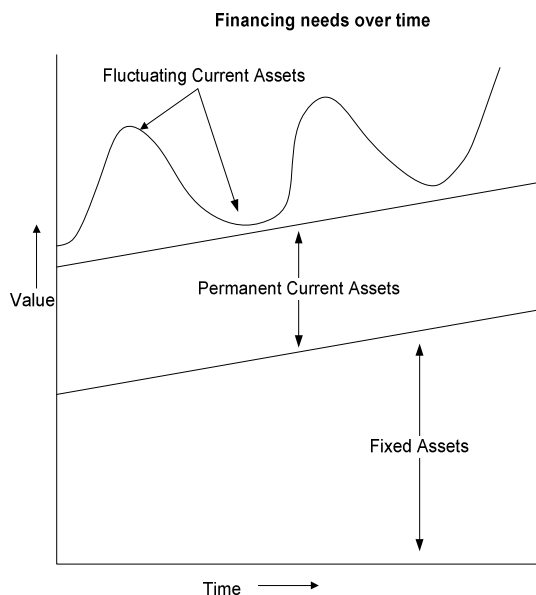 Financing needs over time
Fluctuating Current Assets
Value
Permanent Current Assets
Fixed Assets
Time